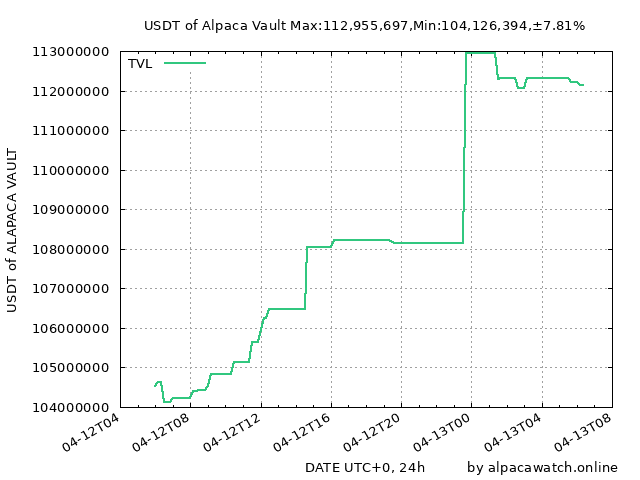 USDT of Alpaca Vault Max:112,955,697,Min:104,126,394,±7.81%
113000000
TVL
112000000
111000000
110000000
109000000
108000000
107000000
106000000
105000000
104000000
USDT of ALAPACA VAULT
04-12T04
04-12T08
04-12T12
04-12T16
04-12T20
04-13T00
04-13T04
04-13T08
DATE UTC+0, 24h
by alpacawatch.online